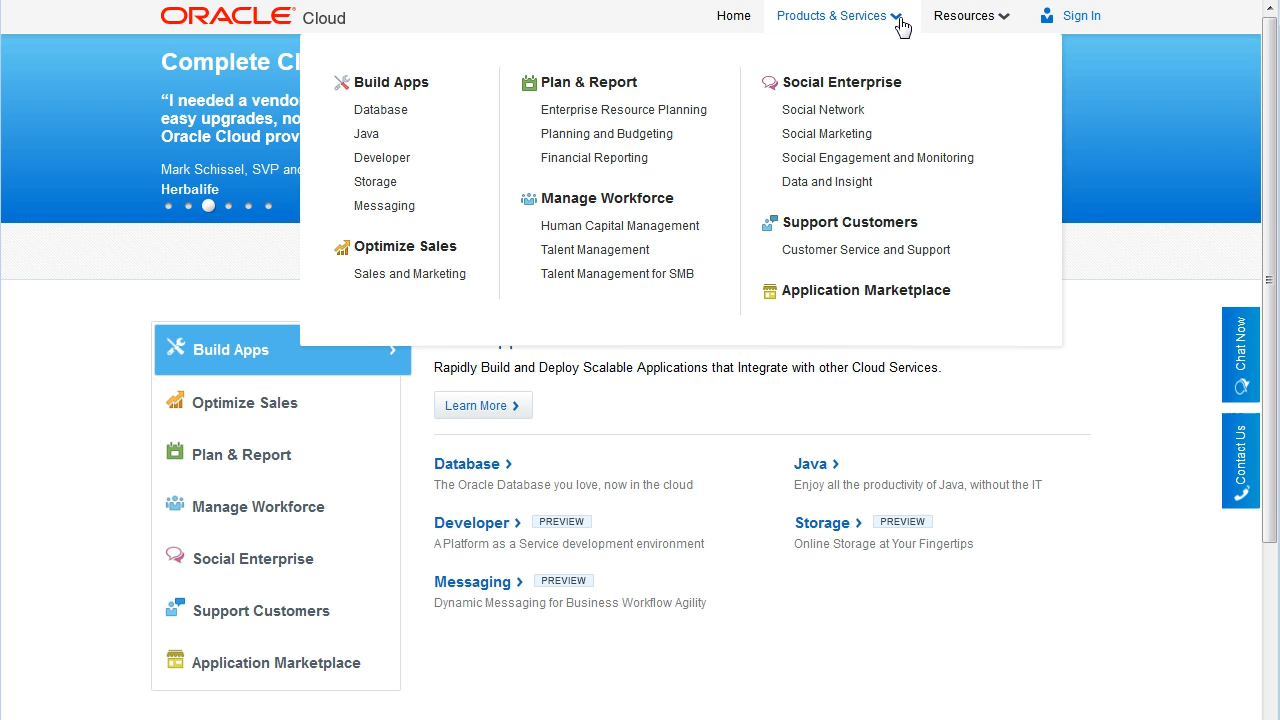 ORACLE Cloud
Home
Products & Services
Resources
Sign In
Complete Cl
“I needed a vendo
easy upgrades, no
Oracle Cloud prov
Mark Schissel, SVP and
Herbalife
Build Apps
Database
Java
Developer
Storage
Messaging
Optimize Sales
Sales and Marketing
Plan & Report
Enterprise Resource Planning
Planning and Budgeting
Financial Reporting
Manage Workforce
Human Capital Management
Talent Management
Talent Management for SMB
Social Enterprise
Social Network
Social Marketing
Social Engagement and Monitoring
Data and Insight
Support Customers
Customer Service and Support
Application Marketplace
Build Apps
Optimize Sales
Plan & Report
Manage Workforce
Social Enterprise
Support Customers
Application Marketplace
Rapidly Build and Deploy Scalable Applications that Integrate with other Cloud Services.
Learn More
Database
The Oracle Database you love, now in the cloud
Java
Enjoy all the productivity of Java, without the IT
Developer PREVIEW
A Platform as a Service development environment
Storage PREVIEW
Online Storage at Your Fingertips
Messaging PREVIEW
Dynamic Messaging for Business Workflow Agility
Chat Now
Contact Us